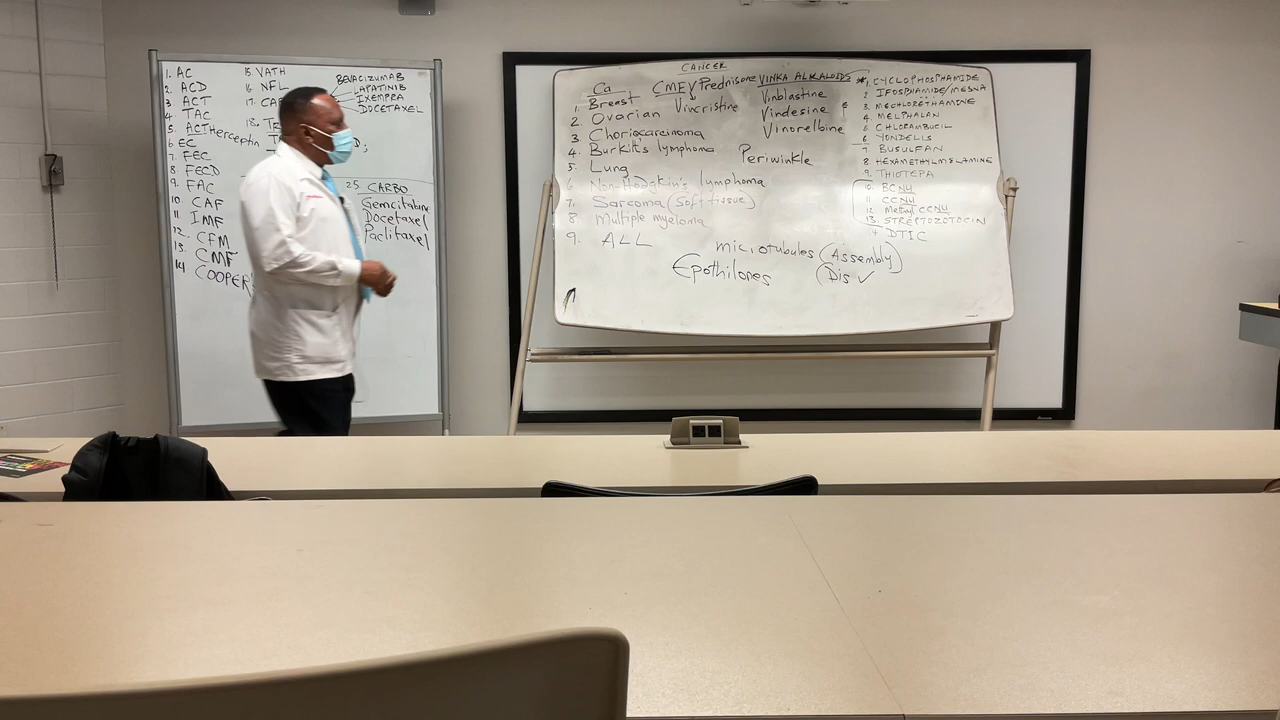 1. AC
2. ACD
3 ACT
4 TAC
5. ACT Herceptin
6 EC
7. FEC
8. FECD
9. FAC
10. CAF
11. IMF
12. CFM
13. CMF
14 COOPER
15. VATH
16. NFL
17. CAF
18.
BEVACIZUMAB
LAPATINIB
IXEMPRA
DOCETAXEL
25. CARBO
Gemcitabine
Docetaxel
Paclitaxel
CANCER
Ca CMFV Prednisone VINKA ALKALOIDS
1. Breast Vincristine Vinblastine
2. Ovarian Vindesine
3. Choriocarcinoma Vinorelbine
4. Burkitt's lymphoma Periwinkle
5. Lung
6. Non-Hodgkin's lymphoma
7. Sarcoma (Soft tissue)
8. Multiple myeloma
9. ALL
microtubules (Assembly)
Epothilones (Dis ✓
1. CYCLOPHOSPHAMIDE
2. IFOSPHAMIDE/MESNA
3. MECHLORETHAMINE
4. MELPHALAN
5 CHLORAMBUCIL
6. YONDELLS
7. BUSULFAN
8. HEXAMETHYLMELAMINE
9. THIOTEPA
10. BCNU
11 CCNU
12 Methyl CCNU
13. STREPTOZOTOCIN
14 DTIC